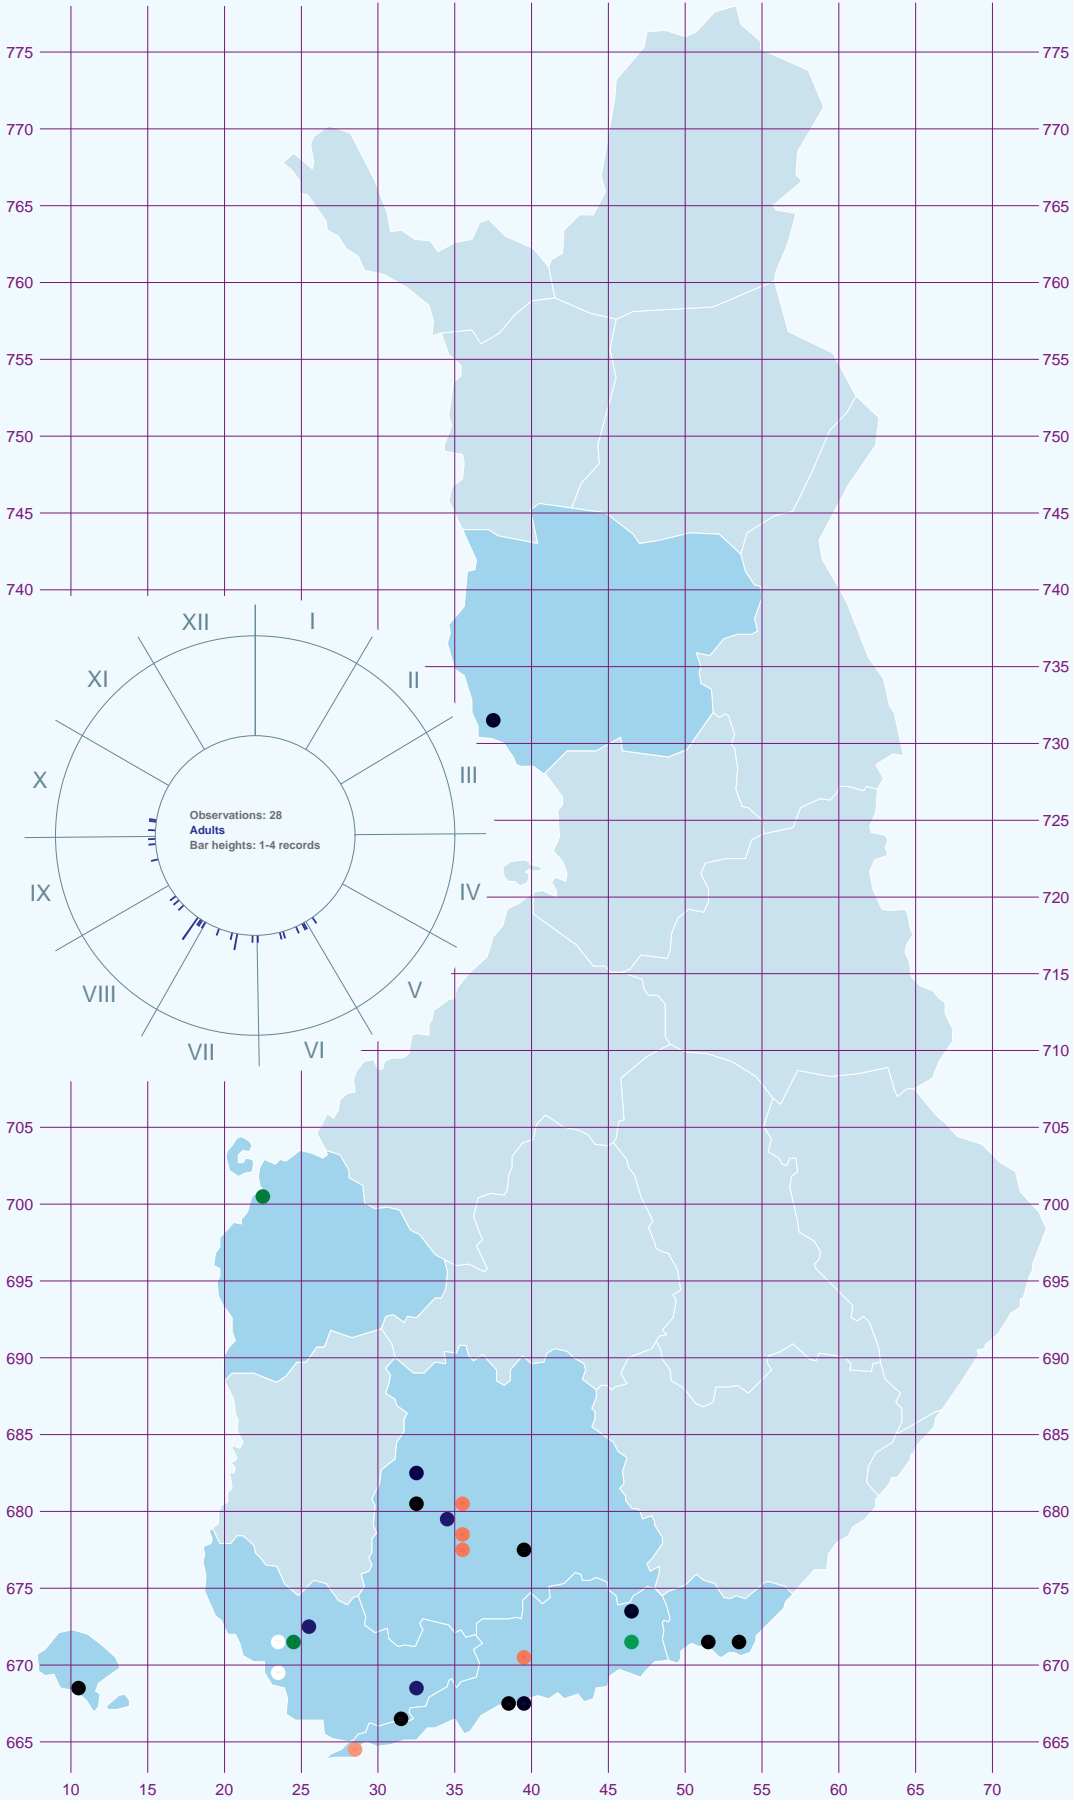 775 775
770 770
765 765
760 760
755 755
750 750
745 745
740 740
XII I
735
XI II
730
X III
Observations: 28
725
Adults
Bar heights: 1-4 records
IX IV
720
VIII V
715
VII VI
710
705 705
700 700
695 695
690 690
685 685
680 680
675 675
670 670
665 665
10 15 20 25 30 35 40 45 50 55 60 65 70